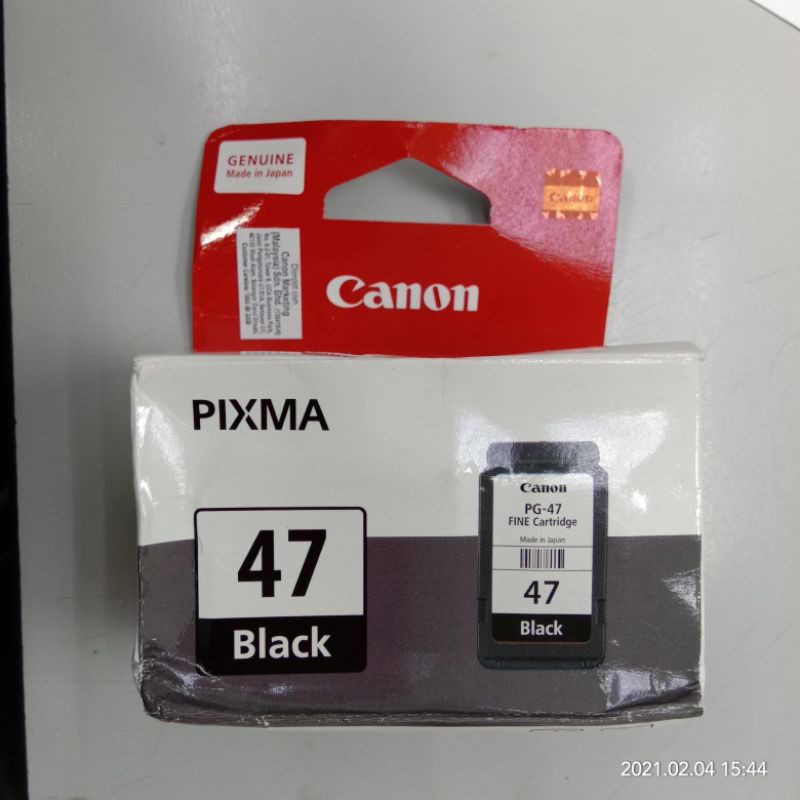 GENUINE
Made in Japan
Canon
Canon Marketing
(Malaysia) Sdn. Bhd.
Canon
PIXMA
47
Black
Canon
PG-47
FINE Cartridge
Made in Japan
47
Black
2021.02.04 15:44